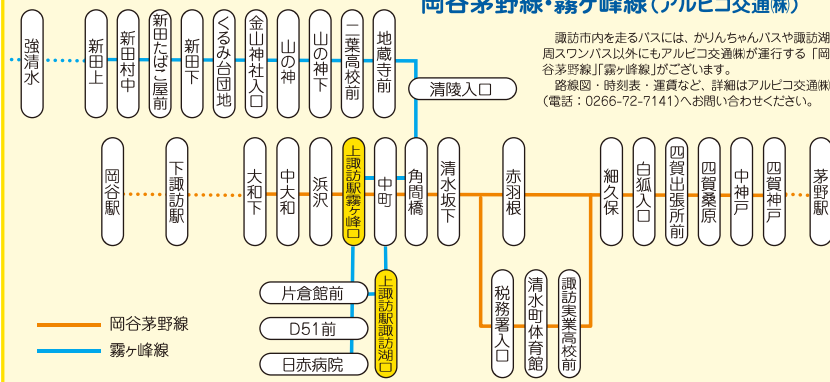 岡谷茅野線・霧ヶ峰線(アルピコ交通㈱)
諏訪市内を走るバスには、かりんちゃんバスや諏訪湖
周スワンバス以外にもアルピコ交通㈱が運行する「岡
谷茅野線」「霧ヶ峰線」がございます。
路線図・時刻表・運賃など、詳細はアルピコ交通㈱
(電話：0266-72-7141)へお問い合わせください。
強清水
新田上
新田村中
新田たばこ屋前
新田下
くるみ台団地
金山神社入口
山の神
山の神下
二葉高校前
地蔵寺前
清陵入口
岡谷駅
下諏訪駅
大和下
中大和
浜沢
上諏訪駅霧ヶ峰口
中町
角間橋
清水坂下
赤羽根
細久保
白狐入口
四賀出張所前
四賀桑原
中神戸
四賀神戸
茅野駅
片倉館前
D51前
日赤病院
上諏訪駅諏訪湖口
税務署入口
清水町体育館
諏訪実業高校前
岡谷茅野線
霧ヶ峰線